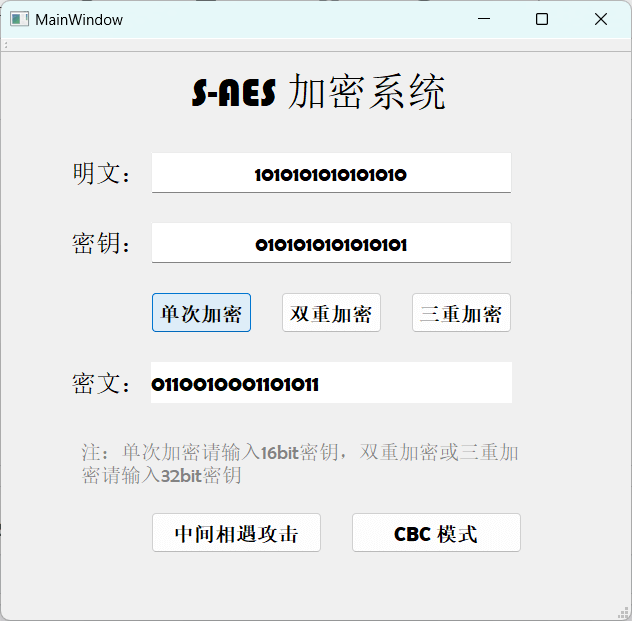 MainWindow
S-AES 加密系统
明文： 1010101010101010
密钥： 0101010101010101
单次加密 双重加密 三重加密
密文： 0110010001101011
注：单次加密请输入16bit密钥，双重加密或三重加
密请输入32bit密钥
中间相遇攻击 CBC 模式